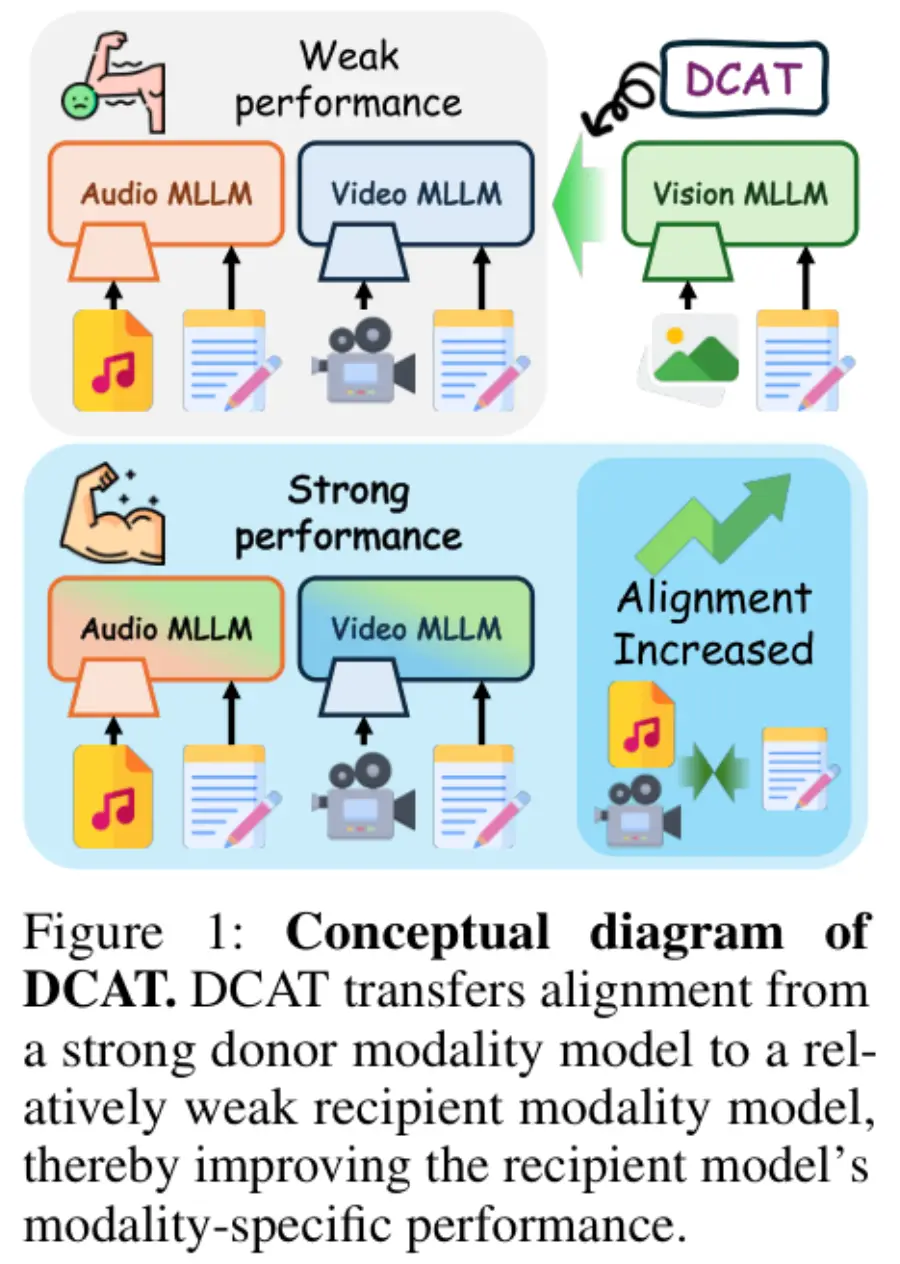 Weak
performance
DCAT
Audio MLLM
Video MLLM
Vision MLLM
Strong
performance
Audio MLLM
Video MLLM
Alignment
Increased
Figure 1: Conceptual diagram of
DCAT. DCAT transfers alignment from
a strong donor modality model to a rel-
atively weak recipient modality model,
thereby improving the recipient model's
modality-specific performance.